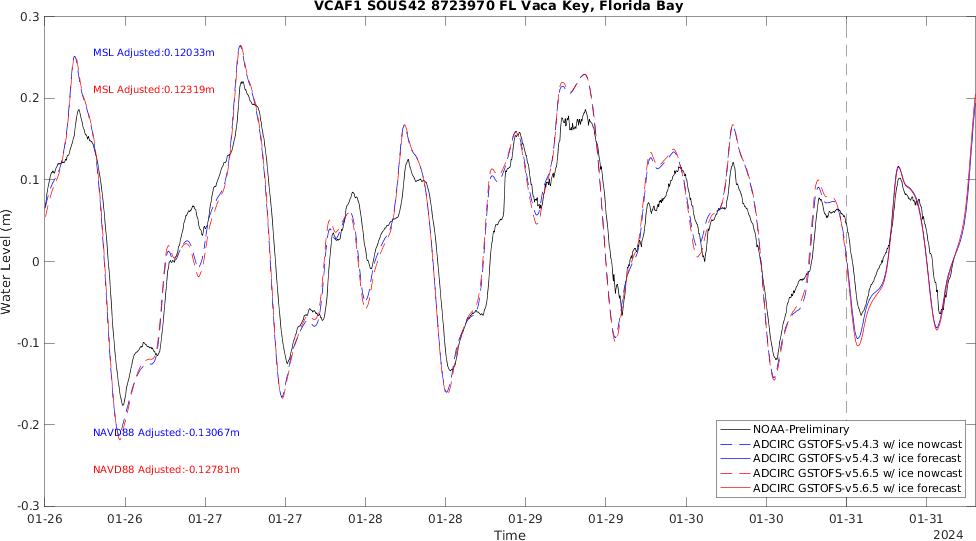 VCAF1 SOUS42 8723970 FL Vaca Key, Florida Bay
0.3
0.2
0.1
0
-0.1
-0.2
-0.3
Water Level (m)
MSL Adjusted:0.12033m
MSL Adjusted:0.12319m
NAVD88 Adjusted:-0.13067m
NAVD88 Adjusted:-0.12781m
NOAA-Preliminary
ADCIRC GSTOFS-v5.4.3 w/ ice nowcast
ADCIRC GSTOFS-v5.4.3 w/ ice forecast
ADCIRC GSTOFS-v5.6.5 w/ ice nowcast
ADCIRC GSTOFS-v5.6.5 w/ ice forecast
01-26 01-26 01-27 01-27 01-28 01-28 01-29 01-29 01-30 01-30 01-31 01-31
Time
2024